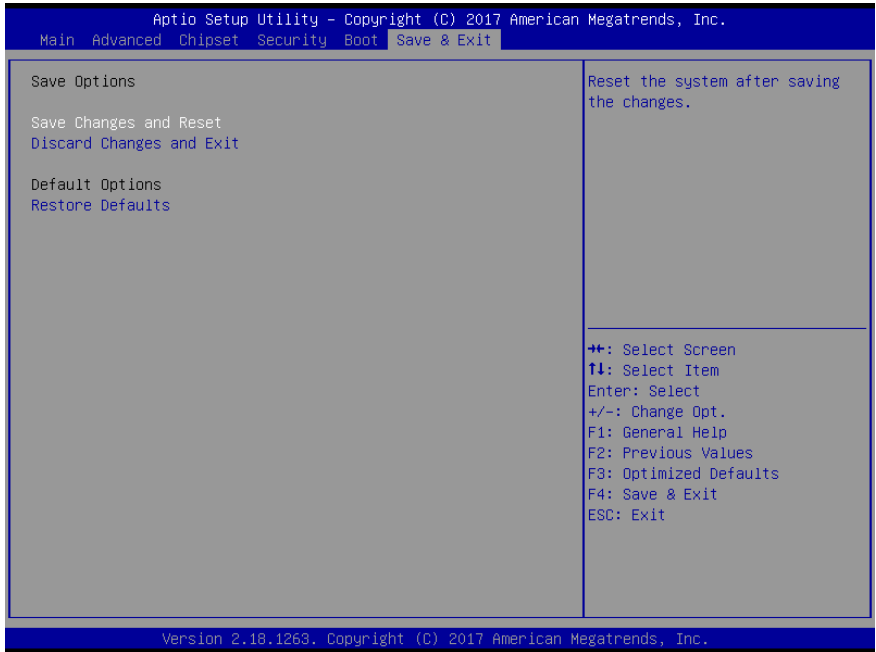 Aptio Setup Utility – Copyright (C) 2017 American Megatrends, Inc.
Main Advanced Chipset Security Boot Save & Exit
Save Options
Save Changes and Reset
Discard Changes and Exit
Default Options
Restore Defaults
Reset the system after saving
the changes.
→←: Select Screen
↑↓: Select Item
Enter: Select
+/-: Change Opt.
F1: General Help
F2: Previous Values
F3: Optimized Defaults
F4: Save & Exit
ESC: Exit
Version 2.18.1263. Copyright (C) 2017 American Megatrends, Inc.